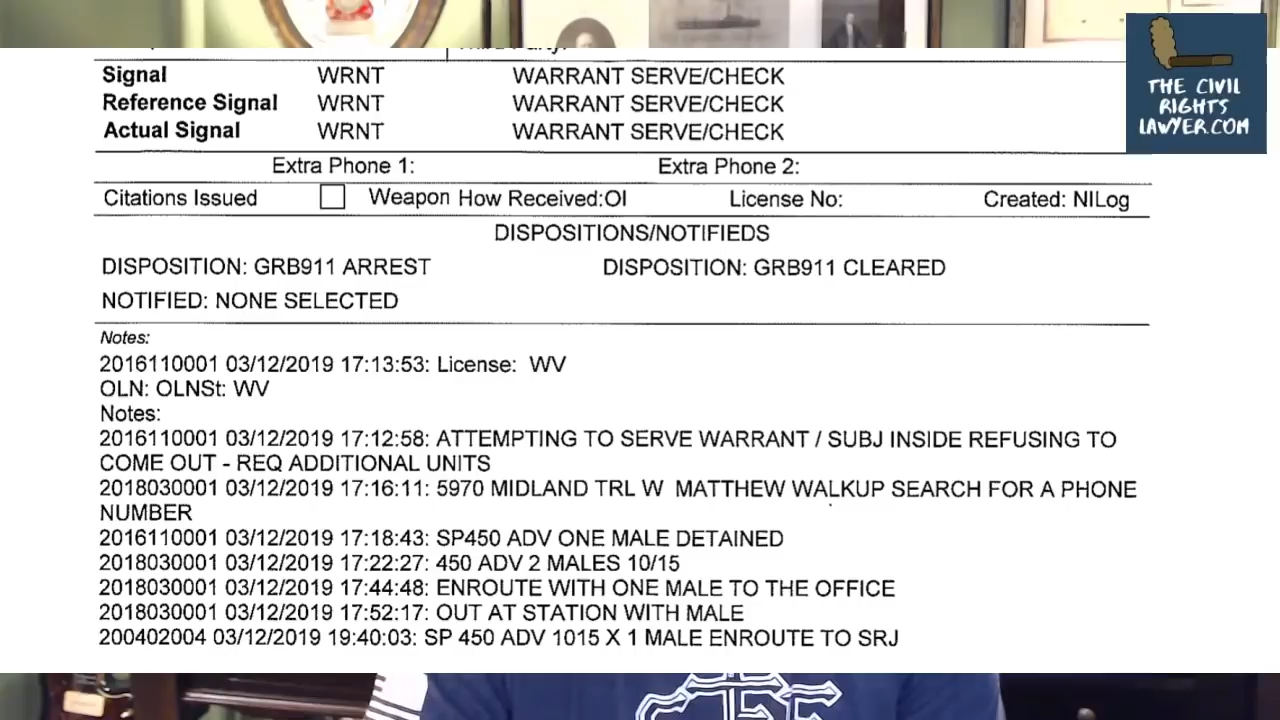 Signal WRNT WARRANT SERVE/CHECK
Reference Signal WRNT WARRANT SERVE/CHECK
Actual Signal WRNT WARRANT SERVE/CHECK
Extra Phone 1: Extra Phone 2:
Citations Issued Weapon How Received:OI License No: Created: NILog
DISPOSITIONS/NOTIFIEDS
DISPOSITION: GRB911 ARREST DISPOSITION: GRB911 CLEARED
NOTIFIED: NONE SELECTED
Notes:
2016110001 03/12/2019 17:13:53: License: WV
OLN: OLNSt: WV
Notes:
2016110001 03/12/2019 17:12:58: ATTEMPTING TO SERVE WARRANT / SUBJ INSIDE REFUSING TO
COME OUT - REQ ADDITIONAL UNITS
2018030001 03/12/2019 17:16:11: 5970 MIDLAND TRL W MATTHEW WALKUP SEARCH FOR A PHONE
NUMBER
2016110001 03/12/2019 17:18:43: SP450 ADV ONE MALE DETAINED
2018030001 03/12/2019 17:22:27: 450 ADV 2 MALES 10/15
2018030001 03/12/2019 17:44:48: ENROUTE WITH ONE MALE TO THE OFFICE
2018030001 03/12/2019 17:52:17: OUT AT STATION WITH MALE
200402004 03/12/2019 19:40:03: SP 450 ADV 1015 X 1 MALE ENROUTE TO SRJ
THE CIVIL
RIGHTS
LAWYER.COM